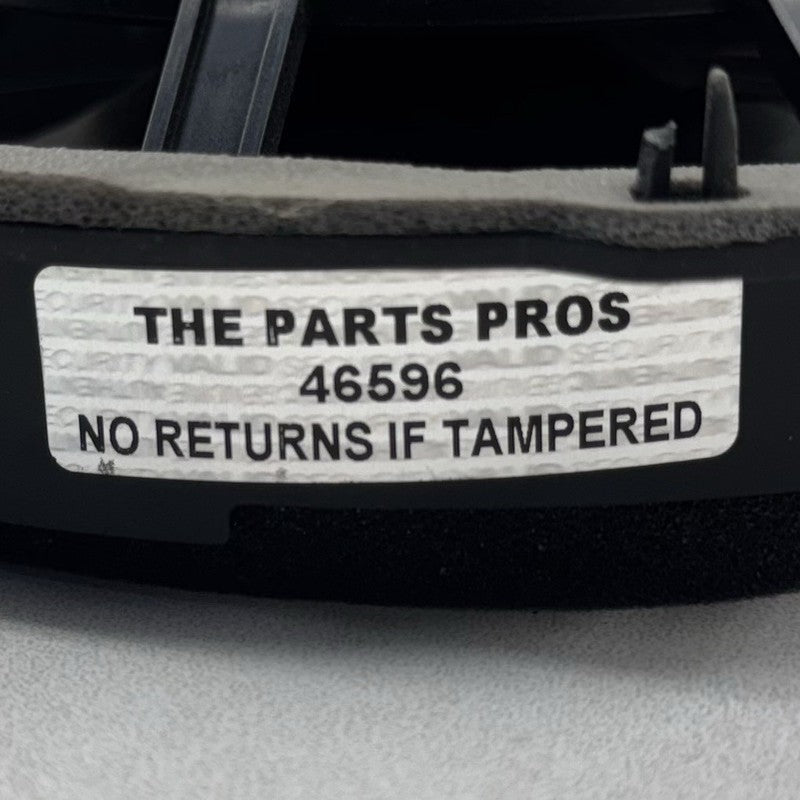 THE PARTS PROS
46596
NO RETURNS IF TAMPERED